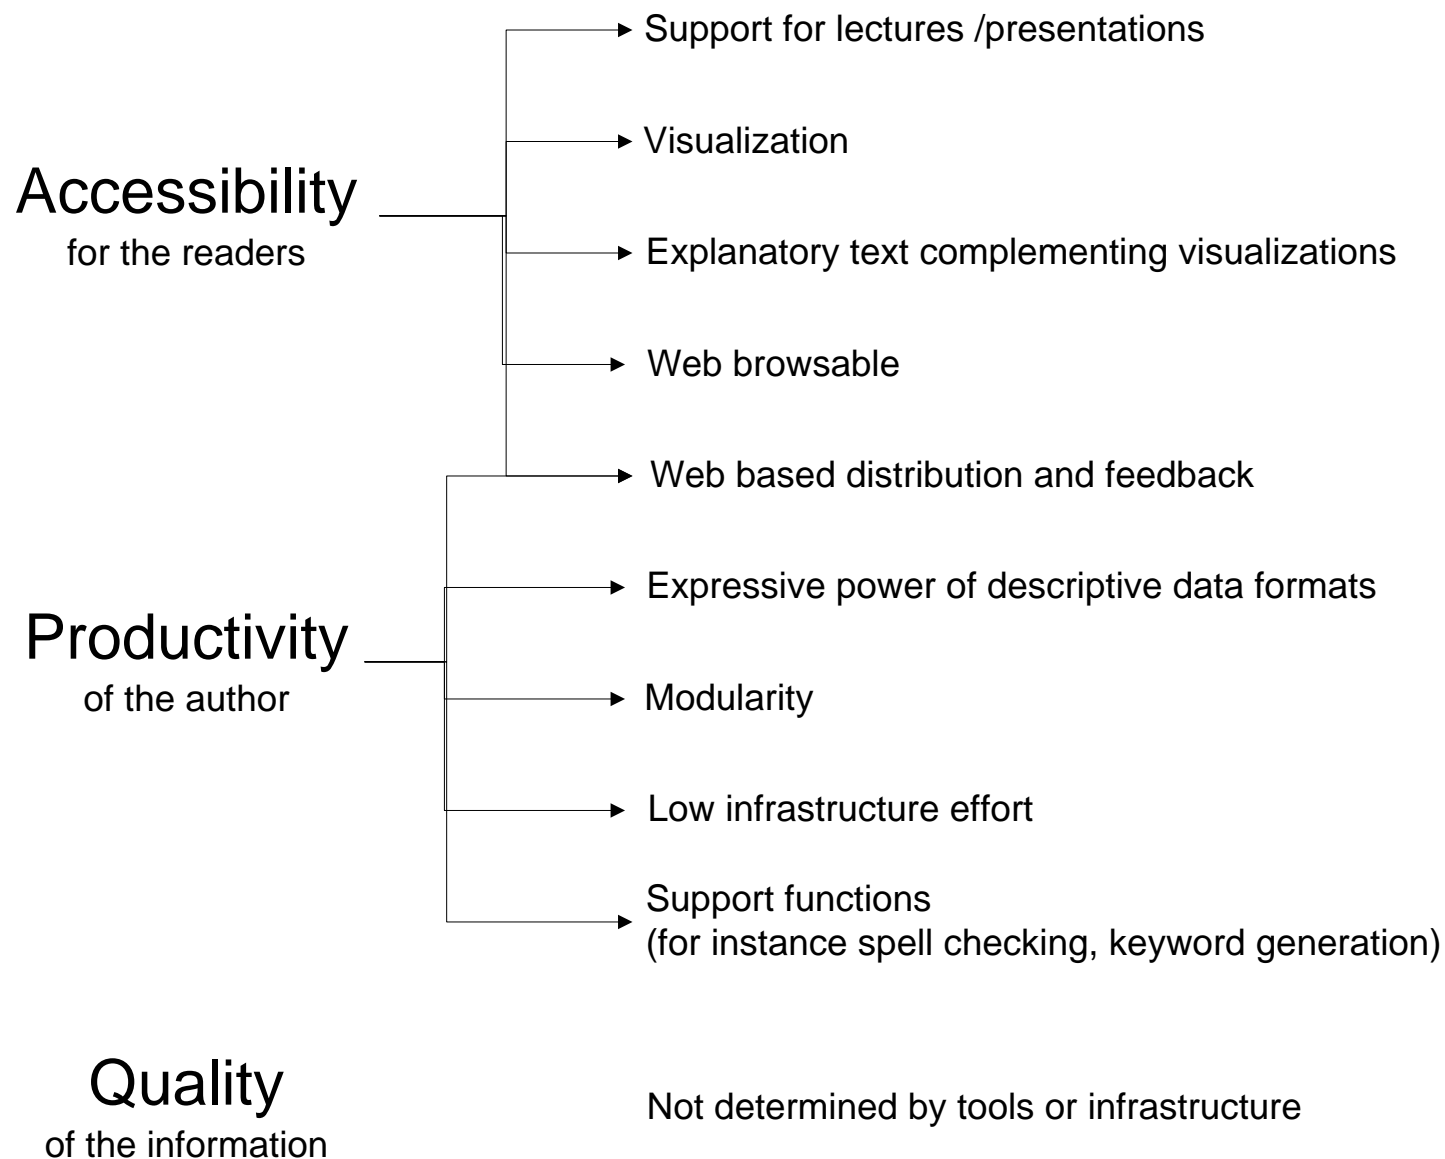 Support for lectures /presentations
Visualization
Accessibility
for the readers
Explanatory text complementing visualizations
Web browsable
Web based distribution and feedback
Expressive power of descriptive data formats
Productivity
of the author
Modularity
Low infrastructure effort
Support functions
(for instance spell checking, keyword generation)
Quality
of the information
Not determined by tools or infrastructure